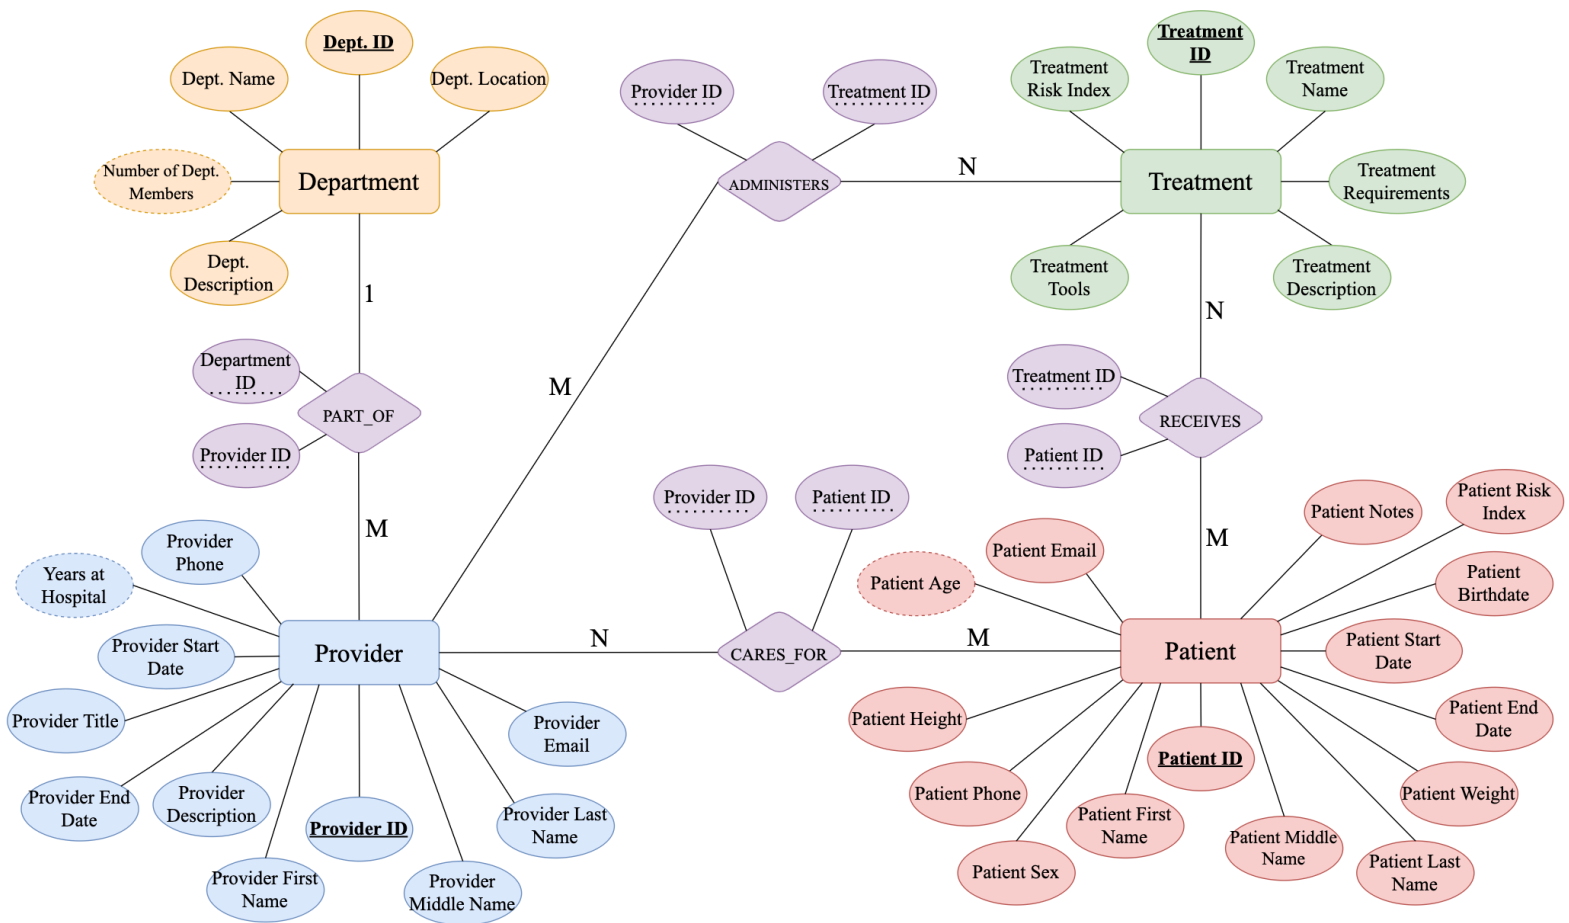 Dept. ID
Dept. Name
Dept. Location
Number of Dept.
Members
Department
Dept.
Description
1
Provider ID
Treatment ID
ADMINISTERS
N
M
Treatment
ID
Treatment
Risk Index
Treatment
Name
Treatment
Treatment
Requirements
Treatment
Tools
Treatment
Description
N
Department
ID
PART_OF
Provider ID
M
Treatment ID
RECEIVES
Patient ID
M
Provider ID
Patient ID
N
CARES_FOR
M
Provider
Phone
Years at
Hospital
Provider Start
Date
Provider
Provider Title
Provider End
Date
Provider
Description
Provider First
Name
Provider ID
Provider
Middle Name
Provider Last
Name
Provider
Email
Patient Email
Patient Age
Patient Notes
Patient Risk
Index
Patient
Birthdate
Patient
Patient Start
Date
Patient Height
Patient End
Date
Patient ID
Patient Phone
Patient Weight
Patient First
Name
Patient Sex
Patient Middle
Name
Patient Last
Name